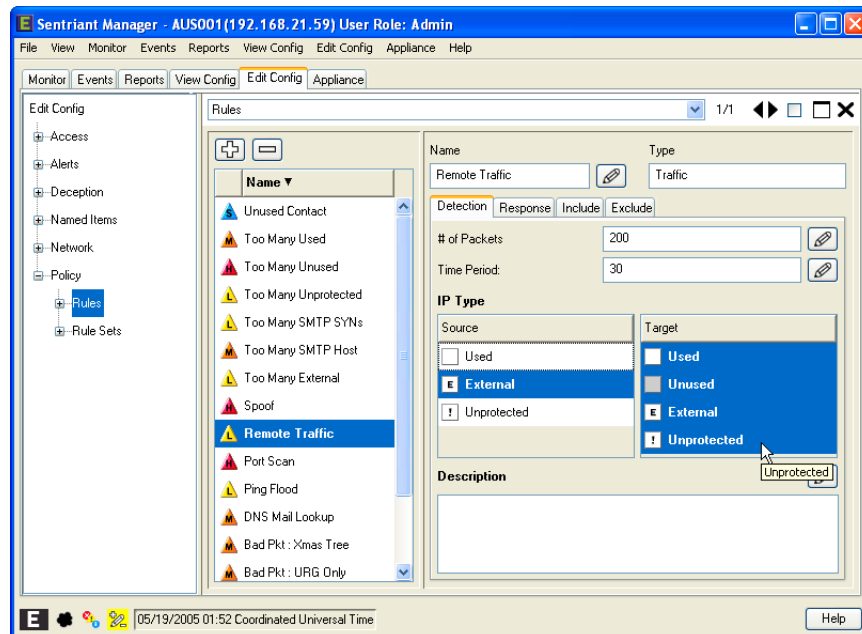 E Sentriant Manager - AUS001(192.168.21.59) User Role: Admin
File View Monitor Events Reports View Config Edit Config Appliance Help
Monitor Events Reports View Config Edit Config Appliance
Edit Config
Access
Alerts
Deception
Named Items
Network
Policy
Rules
Rule Sets
Rules 1/1
Name ▼
S Unused Contact
M Too Many Used
H Too Many Unused
L Too Many Unprotected
L Too Many SMTP SYNs
M Too Many SMTP Host
L Too Many External
H Spoof
L Remote Traffic
H Port Scan
L Ping Flood
M DNS Mail Lookup
M Bad Pkt : Xmas Tree
M Bad Pkt : URG Only
Name Type
Remote Traffic Traffic
Detection Response Include Exclude
# of Packets 200
Time Period: 30
IP Type
Source
Used
E External
! Unprotected
Target
Used
Unused
E External
! Unprotected
Unprotected
Description
E 05/19/2005 01:52 Coordinated Universal Time Help